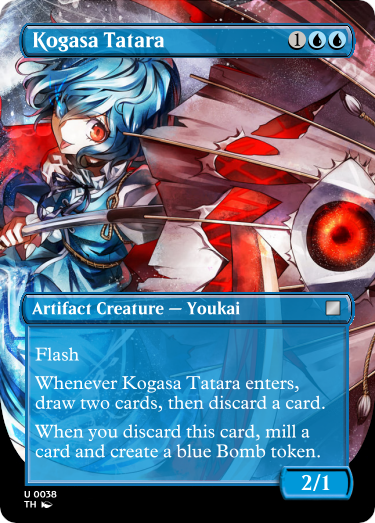 Kogasa Tatara 1
Artifact Creature — Youkai
Flash
Whenever Kogasa Tatara enters,
draw two cards, then discard a card.
When you discard this card, mill a
card and create a blue Bomb token.
2/1
U 0038
TH